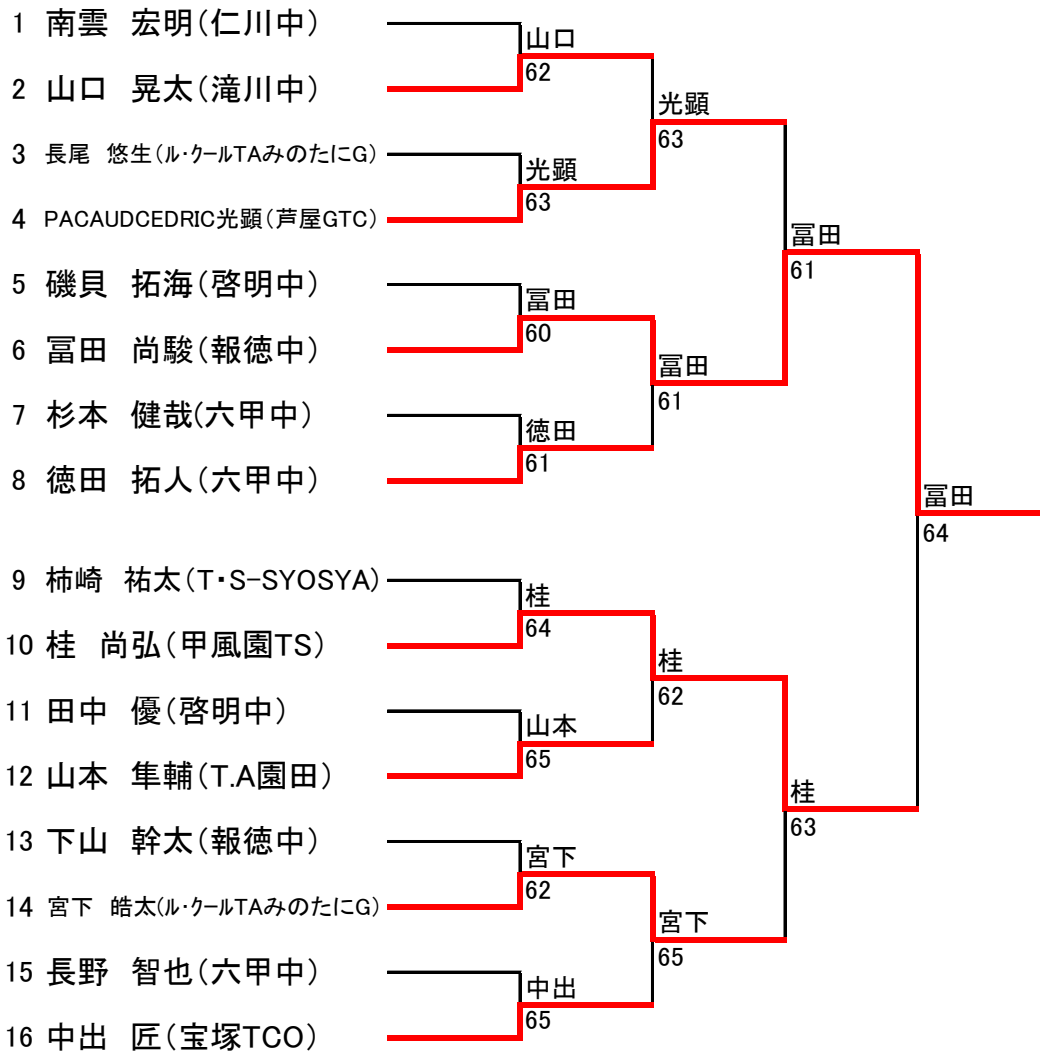 1 南雲　宏明(仁川中)
2 山口　晃太(滝川中)
3 長尾　悠生(ル・クールTAみのたにG)
4 PACAUDCEDRIC光顕(芦屋GTC)
5 磯貝　拓海(啓明中)
6 冨田　尚駿(報徳中)
7 杉本　健哉(六甲中)
8 徳田　拓人(六甲中)
9 柿崎　祐太(T・S-SYOSYA)
10 桂　尚弘(甲風園TS)
11 田中　優(啓明中)
12 山本　隼輔(T.A園田)
13 下山　幹太(報徳中)
14 宮下　皓太(ル・クールTAみのたにG)
15 長野　智也(六甲中)
16 中出　匠(宝塚TCO)
山口
62
光顕
63
冨田
60
徳田
61
桂
64
山本
65
宮下
62
中出
65
光顕
63
冨田
61
桂
62
宮下
65
冨田
61
桂
63
冨田
64